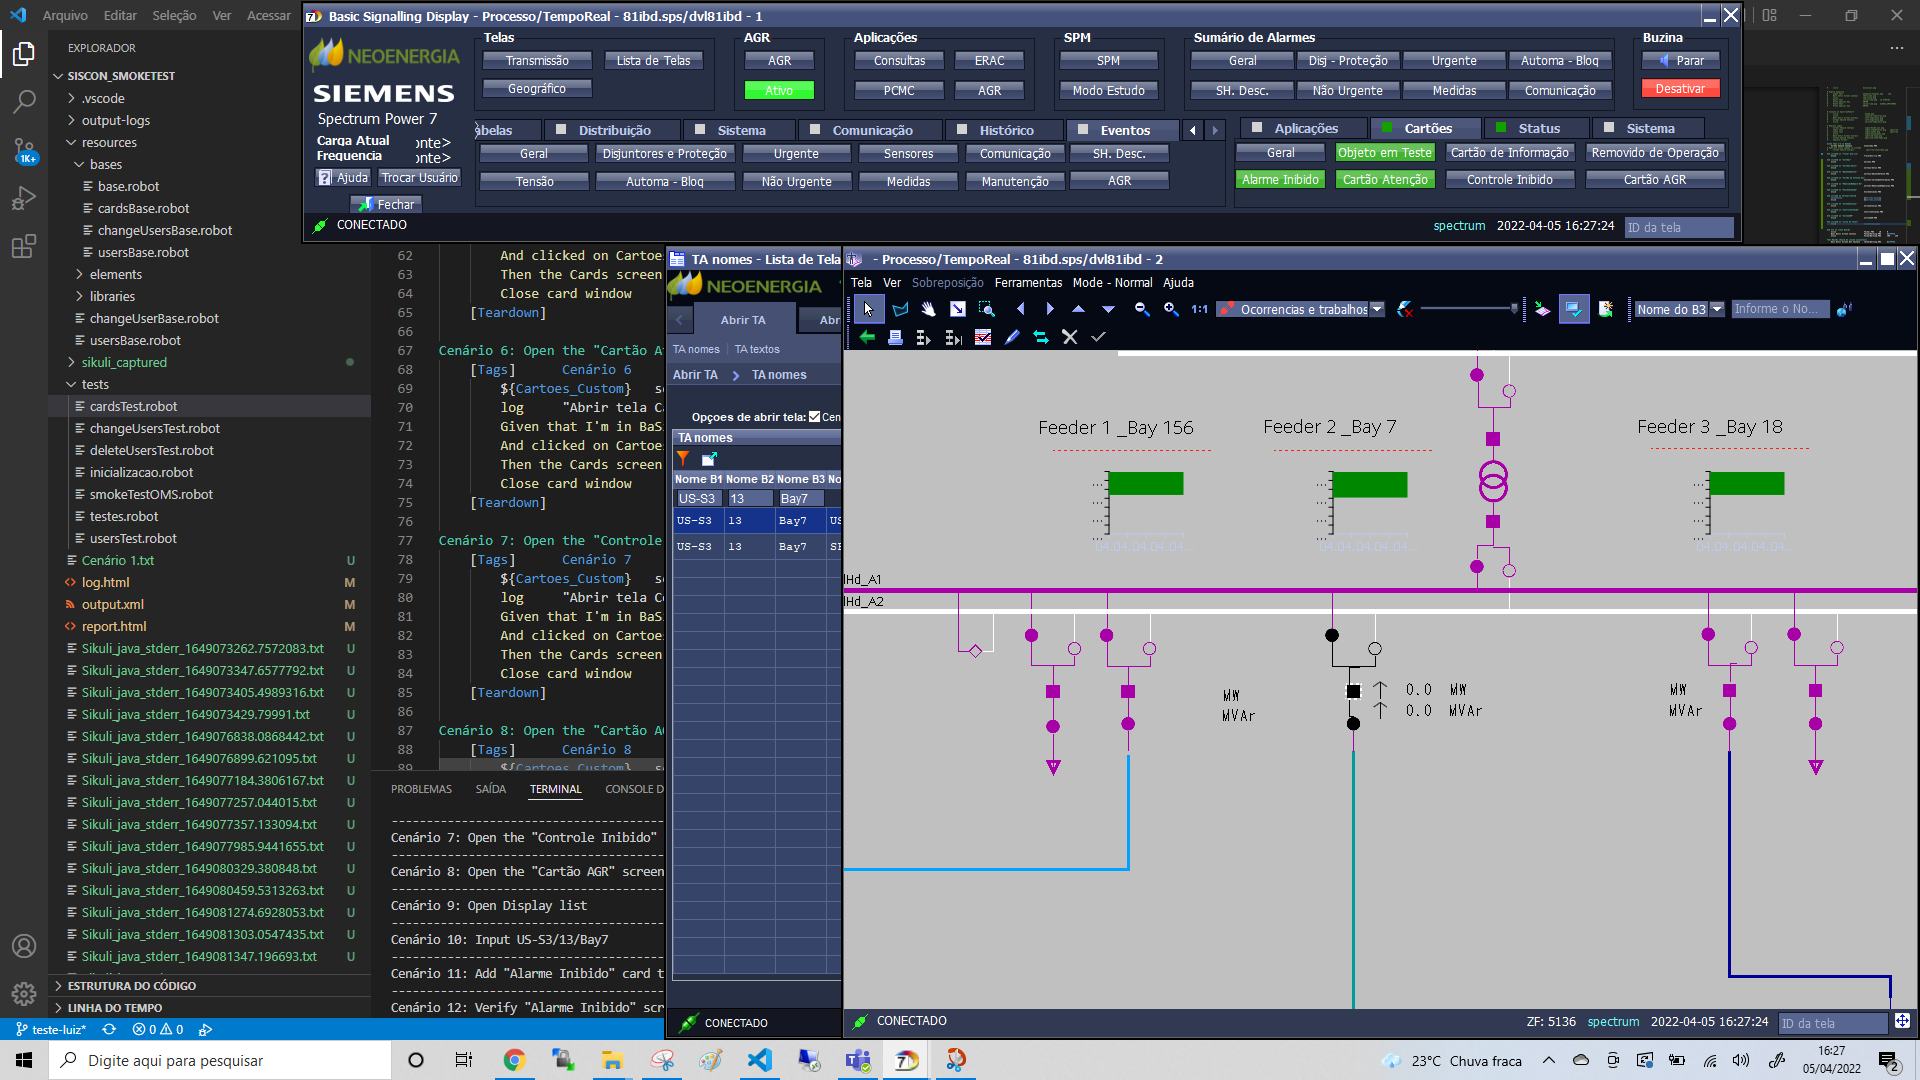 Arquivo Editar Seleção Ver Acessar
EXPLORADOR
SISCON_SMOKETEST
.vscode
output-logs
resources
bases
base.robot
cardsBase.robot
changeUsersBase.robot
usersBase.robot
elements
libraries
changeUserBase.robot
usersBase.robot
sikuli_captured
tests
cardsTest.robot
changeUsersTest.robot
deleteUsersTest.robot
inicializacao.robot
smokeTestOMS.robot
testes.robot
usersTest.robot
Cenário 1.txt U
log.html M
output.xml M
report.html M
Sikuli_java_stderr_1649073262.7572083.txt U
Sikuli_java_stderr_1649073347.6577792.txt U
Sikuli_java_stderr_1649073405.4989316.txt U
Sikuli_java_stderr_1649073429.79991.txt U
Sikuli_java_stderr_1649076838.0868442.txt U
Sikuli_java_stderr_1649076899.621095.txt U
Sikuli_java_stderr_1649077184.3806167.txt U
Sikuli_java_stderr_1649077257.044015.txt U
Sikuli_java_stderr_1649077357.133094.txt U
Sikuli_java_stderr_1649077985.9441655.txt U
Sikuli_java_stderr_1649080329.380848.txt U
Sikuli_java_stderr_1649080459.5313263.txt U
Sikuli_java_stderr_1649081274.6928053.txt U
Sikuli_java_stderr_1649081303.0547435.txt U
Sikuli_java_stderr_1649081347.196693.txt U
ESTRUTURA DO CÓDIGO
LINHA DO TEMPO
1K+
teste-luiz* 0 0
Basic Signalling Display - Processo/TempoReal - 81ibd.sps/dvl81ibd - 1
NEOENERGIA
SIEMENS
Spectrum Power 7
Carga Atual onte>
Frequencia onte>
Ajuda Trocar Usuário
Fechar
CONECTADO
Telas
Transmissão Lista de Telas
Geográfico
AGR
AGR
Ativo
Aplicações
Consultas ERAC
PCMC AGR
SPM
SPM
Modo Estudo
Sumário de Alarmes
Geral Disj - Proteção Urgente Automa - Bloq
SH. Desc. Não Urgente Medidas Comunicação
Buzina
Parar
Desativar
abelas Distribuição Sistema Comunicação Histórico Eventos
Geral Disjuntores e Proteção Urgente Sensores Comunicação SH. Desc.
Tensão Automa - Bloq Não Urgente Medidas Manutenção AGR
Aplicações Cartões Status Sistema
Geral Objeto em Teste Cartão de Informação Removido de Operação
Alarme Inibido Cartão Atenção Controle Inibido Cartão AGR
spectrum 2022-04-05 16:27:24 ID da tela
62 And clicked on Cartoes
63 Then the Cards screen
64 Close card window
65 [Teardown]
66
67 Cenário 6: Open the "Cartão A
68 [Tags] Cenário 6
69 ${Cartoes_Custom} s
70 log "Abrir tela C
71 Given that I'm in BaS
72 And clicked on Cartoe
73 Then the Cards screen
74 Close card window
75 [Teardown]
76
77 Cenário 7: Open the "Controle
78 [Tags] Cenário 7
79 ${Cartoes_Custom} s
80 log "Abrir tela C
81 Given that I'm in BaS
82 And clicked on Cartoe
83 Then the Cards screen
84 Close card window
85 [Teardown]
86
87 Cenário 8: Open the "Cartão A
88 [Tags] Cenário 8
89 ${Cartoes_Custom} s
PROBLEMAS SAÍDA TERMINAL CONSOLE D
Cenário 7: Open the "Controle Inibido"
Cenário 8: Open the "Cartão AGR" screen
Cenário 9: Open Display list
Cenário 10: Input US-S3/13/Bay7
Cenário 11: Add "Alarme Inibido" card t
Cenário 12: Verify "Alarme Inibido" scr
TA nomes - Lista de Tela
NEOENERGIA
Abrir TA Abr
TA nomes TA textos
Abrir TA TA nomes
Opçoes de abrir tela: Cen
TA nomes
Nome B1 Nome B2 Nome B3 No
US-S3 13 Bay7
US-S3 13 Bay7 US
US-S3 13 Bay7 SP
CONECTADO
- Processo/TempoReal - 81ibd.sps/dvl81ibd - 2
Tela Ver Sobreposição Ferramentas Mode - Normal Ajuda
1:1 Ocorrencias e trabalhos Nome do B3 Informe o No...
Feeder 1 _Bay 156 Feeder 2 _Bay 7 Feeder 3 _Bay 18
04.04.04.04... 04.04.04.04... 04.04.04.04...
lHd_A1
lHd_A2
MW 0.0 MW MW
MVAr 0.0 MVAr MVAr
CONECTADO ZF: 5136 spectrum 2022-04-05 16:27:24 ID da tela
Digite aqui para pesquisar
23°C Chuva fraca
16:27
05/04/2022
2